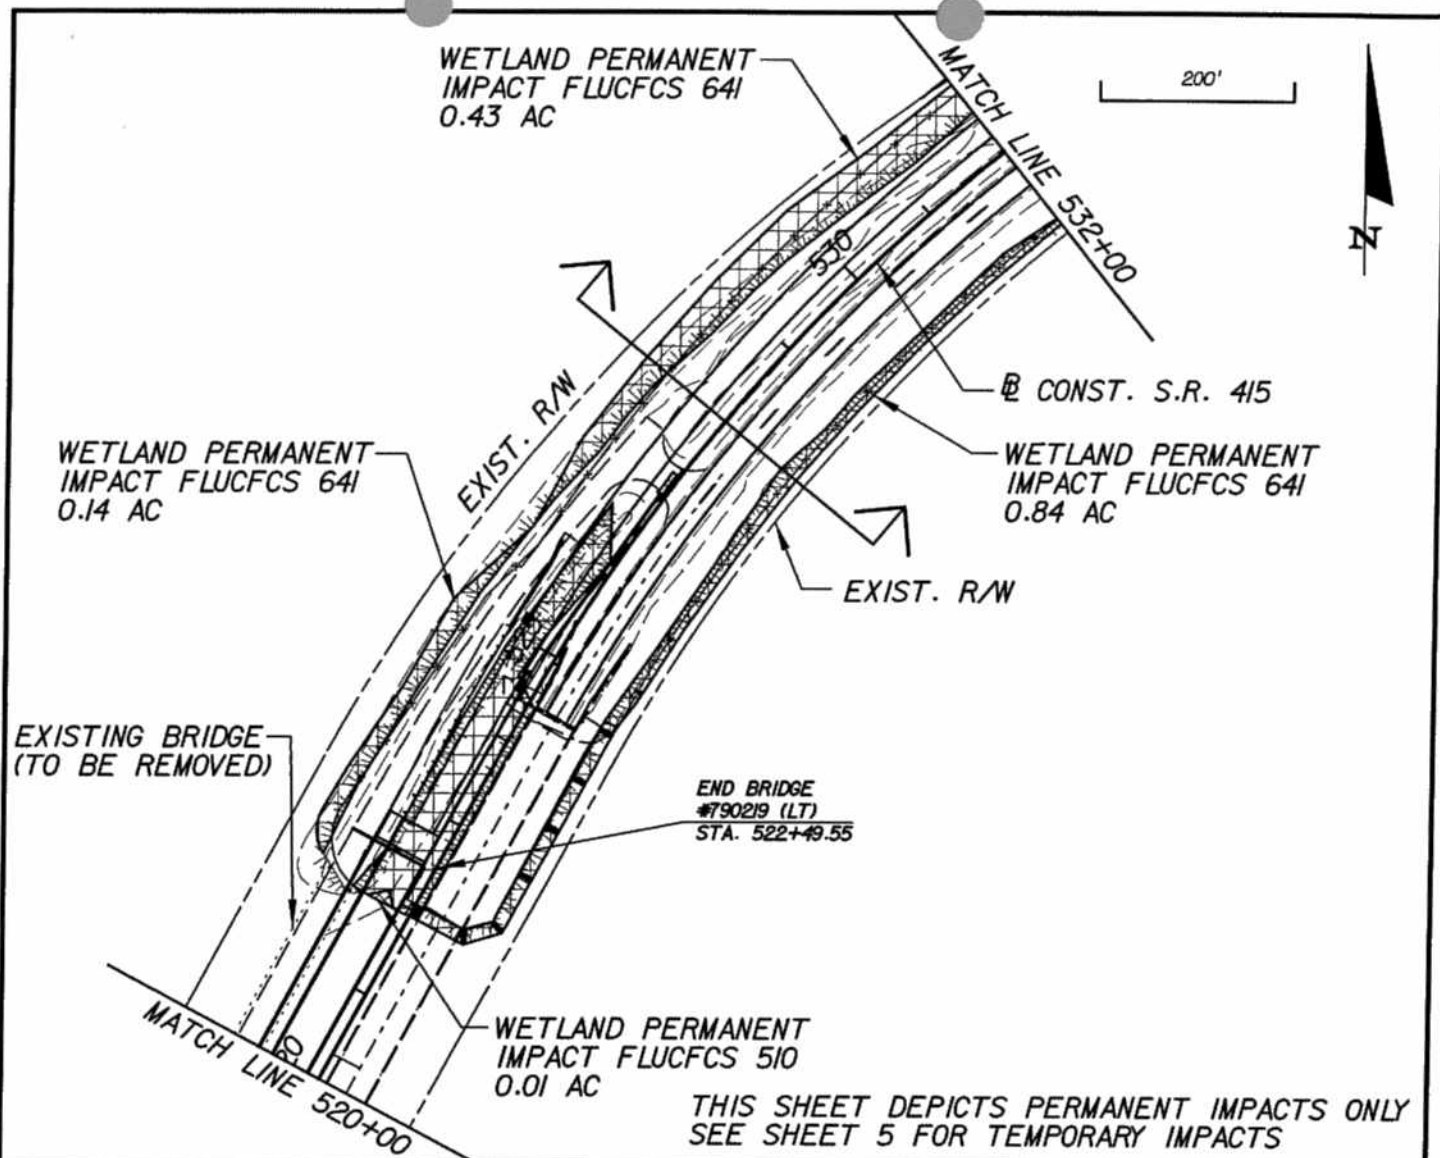 WETLAND PERMANENT
IMPACT FLUCFCS 641
0.43 AC
MATCH LINE 532+00
200'
N
530
EXIST. R/W
℄ CONST. S.R. 415
WETLAND PERMANENT
IMPACT FLUCFCS 641
0.14 AC
WETLAND PERMANENT
IMPACT FLUCFCS 641
0.84 AC
EXIST. R/W
EXISTING BRIDGE
(TO BE REMOVED)
END BRIDGE
#790219 (LT)
STA. 522+49.55
WETLAND PERMANENT
IMPACT FLUCFCS 510
0.01 AC
MATCH LINE 520+00
THIS SHEET DEPICTS PERMANENT IMPACTS ONLY
SEE SHEET 5 FOR TEMPORARY IMPACTS